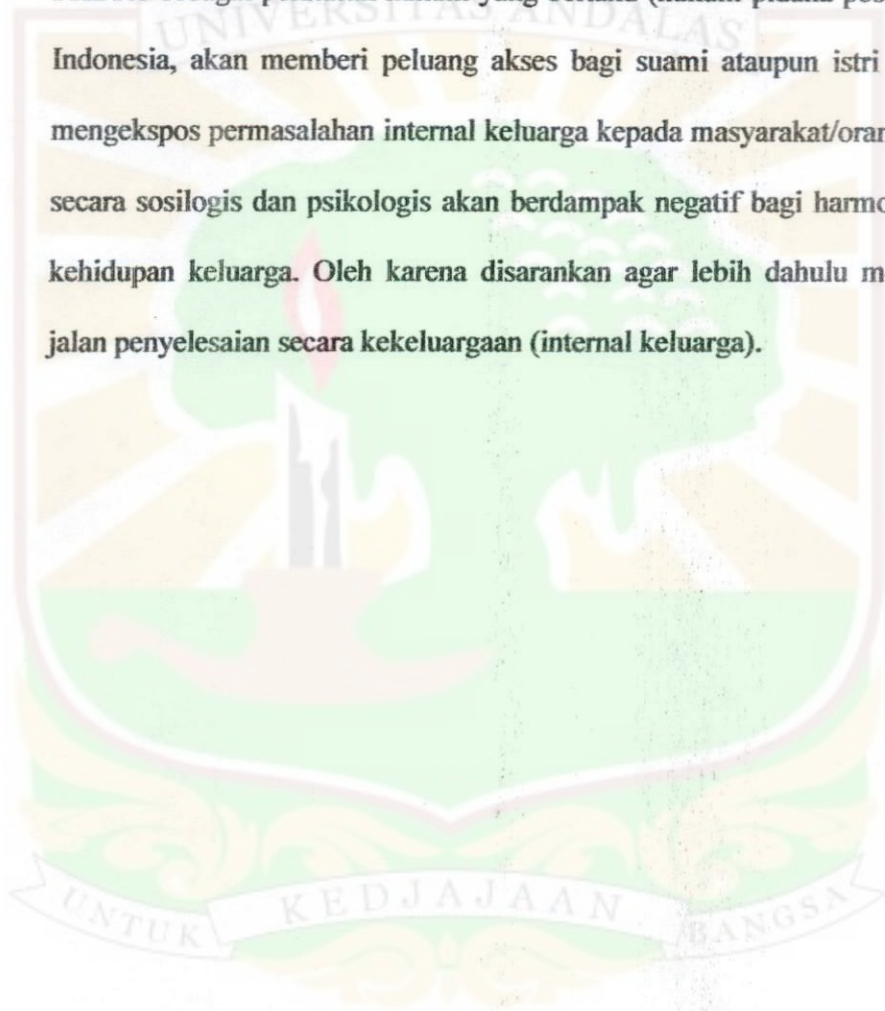 UNIVERSITAS ANDALAS
Indonesia, akan memberi peluang akses bagi suami ataupun istri
mengekspos permasalahan internal keluarga kepada masyarakat/orar
secara sosilogis dan psikologis akan berdampak negatif bagi harmo
kehidupan keluarga. Oleh karena disarankan agar lebih dahulu m
jalan penyelesaian secara kekeluargaan (internal keluarga).
UNTUK KEDJAJAAN BANGSA